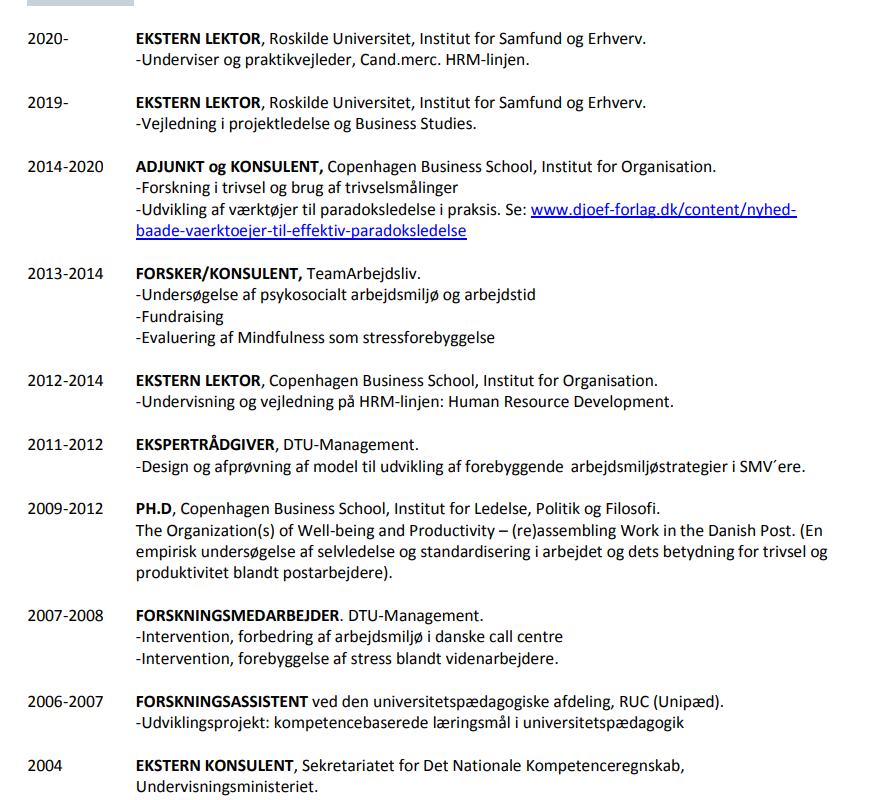 2020- EKSTERN LEKTOR, Roskilde Universitet, Institut for Samfund og Erhverv.
-Underviser og praktikvejleder, Cand.merc. HRM-linjen.
2019- EKSTERN LEKTOR, Roskilde Universitet, Institut for Samfund og Erhverv.
-Vejledning i projektledelse og Business Studies.
2014-2020 ADJUNKT og KONSULENT, Copenhagen Business School, Institut for Organisation.
-Forskning i trivsel og brug af trivselsmålinger
-Udvikling af værktøjer til paradoksledelse i praksis. Se: www.djoef-forlag.dk/content/nyhed-
baade-vaerktoejer-til-effektiv-paradoksledelse
2013-2014 FORSKER/KONSULENT, TeamArbejdsliv.
-Undersøgelse af psykosocialt arbejdsmiljø og arbejdstid
-Fundraising
-Evaluering af Mindfulness som stressforebyggelse
2012-2014 EKSTERN LEKTOR, Copenhagen Business School, Institut for Organisation.
-Undervisning og vejledning på HRM-linjen: Human Resource Development.
2011-2012 EKSPERTRÅDGIVER, DTU-Management.
-Design og afprøvning af model til udvikling af forebyggende arbejdsmiljøstrategier i SMV´ere.
2009-2012 PH.D, Copenhagen Business School, Institut for Ledelse, Politik og Filosofi.
The Organization(s) of Well-being and Productivity – (re)assembling Work in the Danish Post. (En
empirisk undersøgelse af selvledelse og standardisering i arbejdet og dets betydning for trivsel og
produktivitet blandt postarbejdere).
2007-2008 FORSKNINGSMEDARBEJDER. DTU-Management.
-Intervention, forbedring af arbejdsmiljø i danske call centre
-Intervention, forebyggelse af stress blandt videnarbejdere.
2006-2007 FORSKNINGSASSISTENT ved den universitetspædagogiske afdeling, RUC (Unipæd).
-Udviklingsprojekt: kompetencebaserede læringsmål i universitetspædagogik
2004 EKSTERN KONSULENT, Sekretariatet for Det Nationale Kompetenceregnskab,
Undervisningsministeriet.